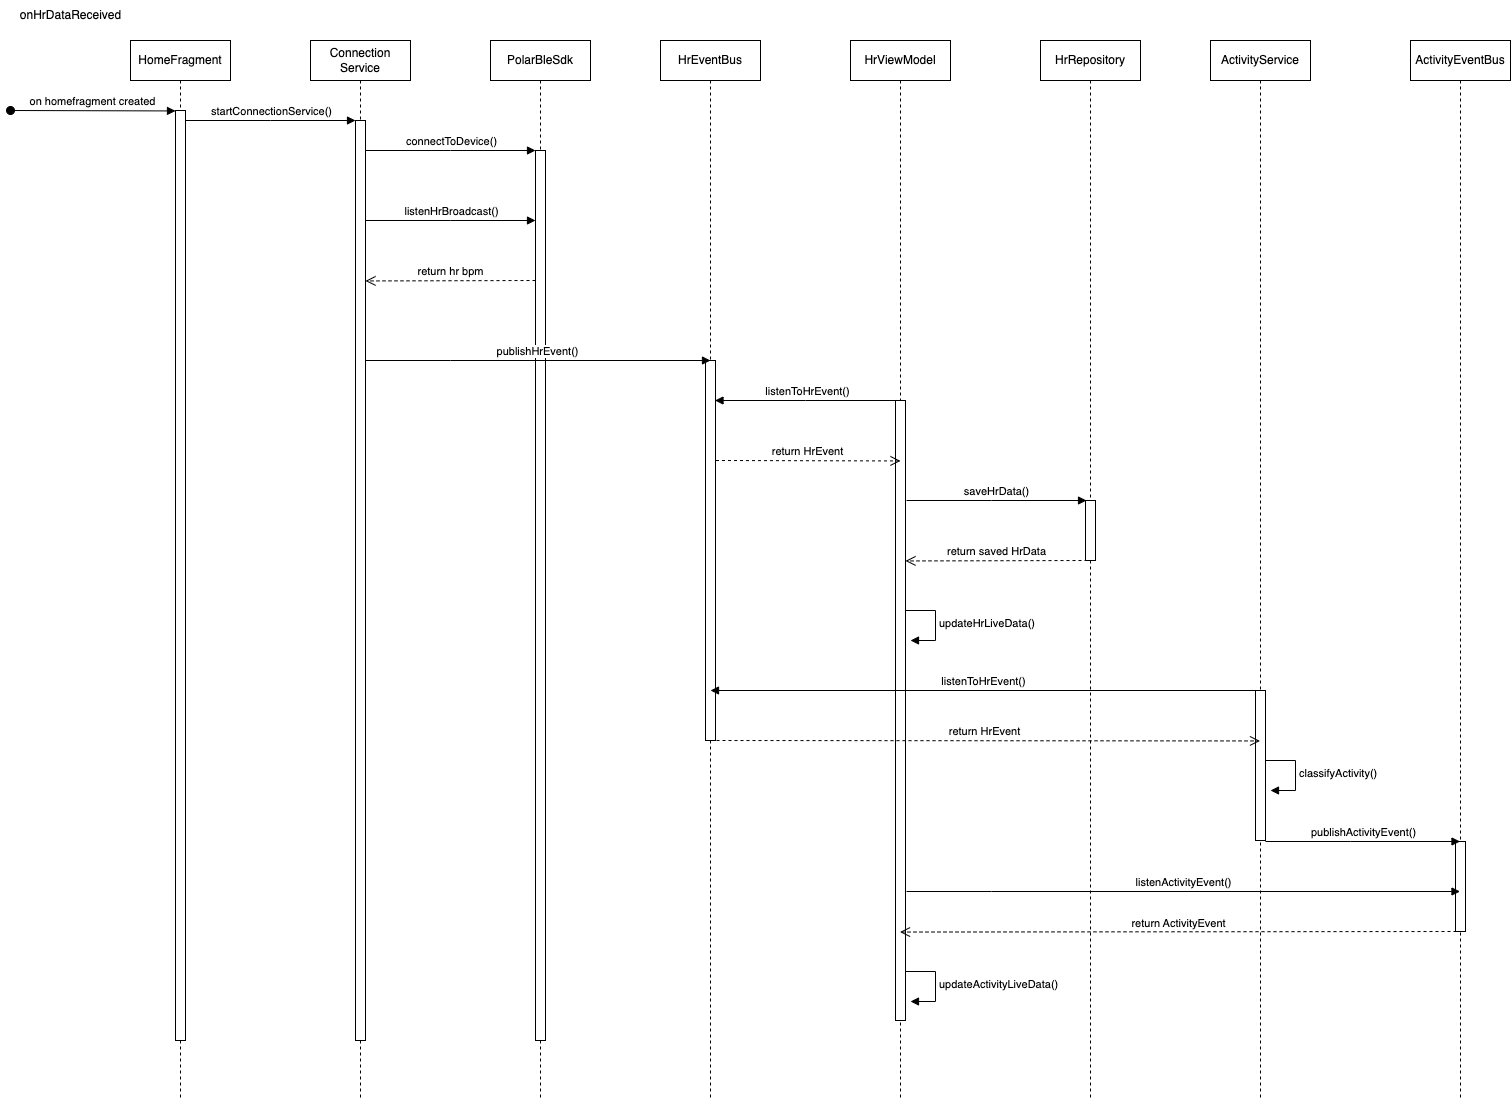 onHrDataReceived
HomeFragment
Connection
Service
PolarBleSdk
HrEventBus
HrViewModel
HrRepository
ActivityService
ActivityEventBus
on homefragment created
startConnectionService()
connectToDevice()
listenHrBroadcast()
return hr bpm
publishHrEvent()
listenToHrEvent()
return HrEvent
saveHrData()
return saved HrData
updateHrLiveData()
listenToHrEvent()
return HrEvent
classifyActivity()
publishActivityEvent()
listenActivityEvent()
return ActivityEvent
updateActivityLiveData()